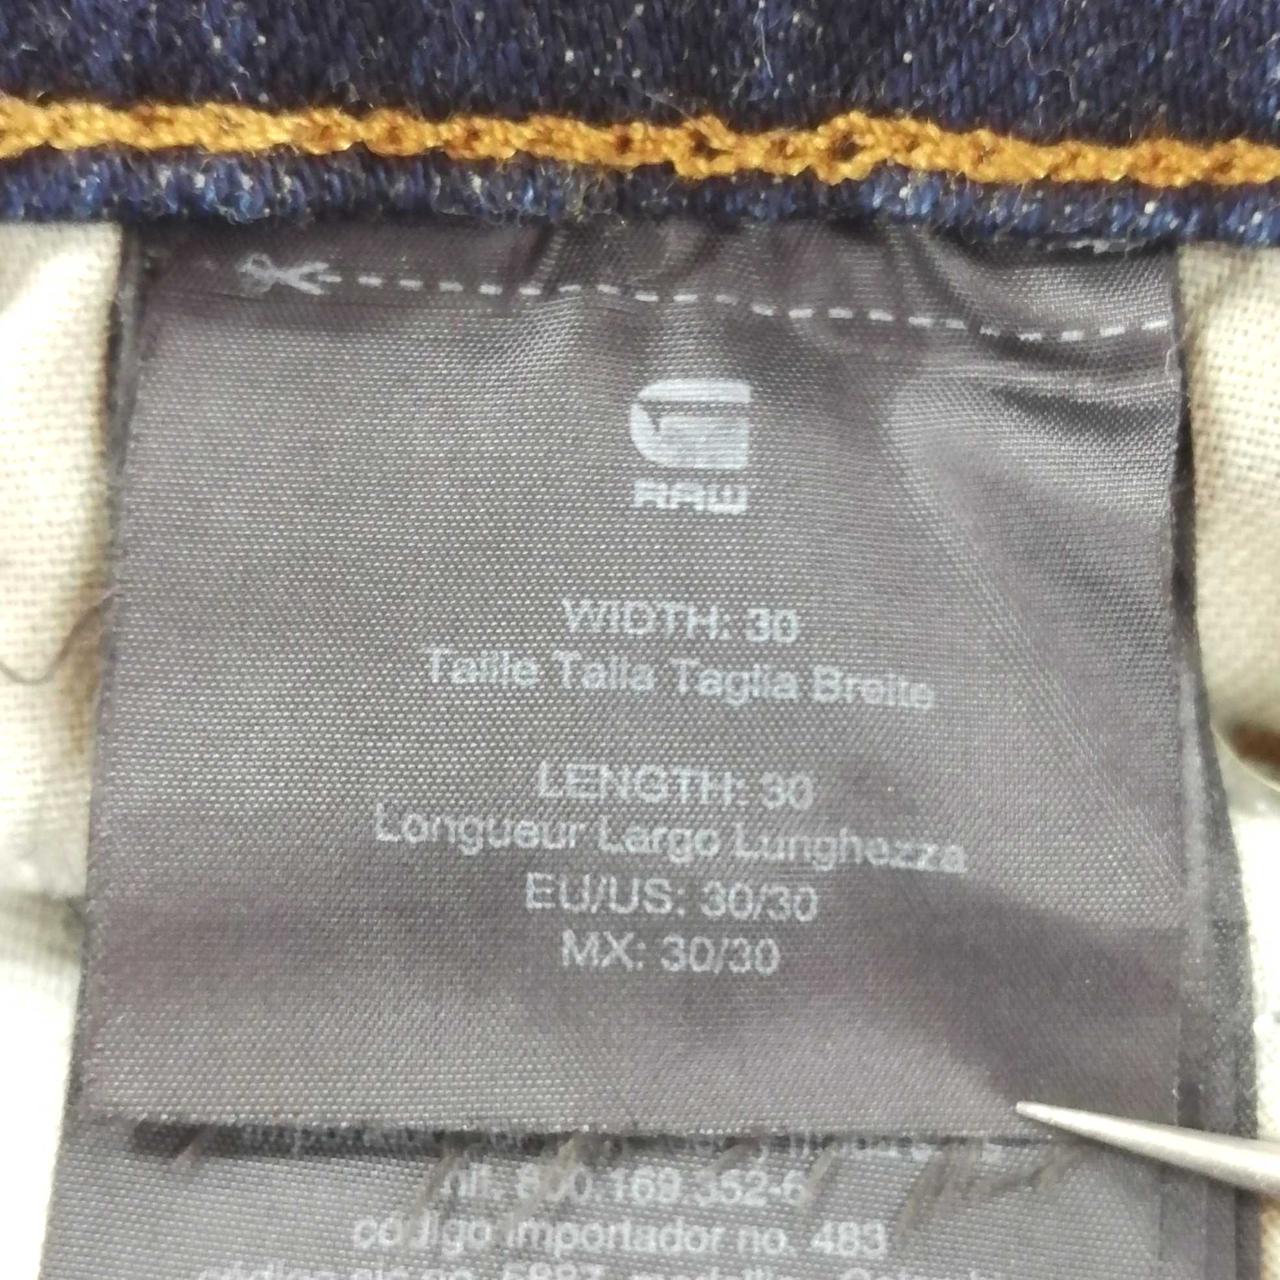 RAW
WIDTH: 30
Taille Talla Taglia Breite
LENGTH: 30
Longueur Largo Lunghezza
EU/US: 30/30
MX: 30/30
nit. 800.169.352-6
código importador no. 483